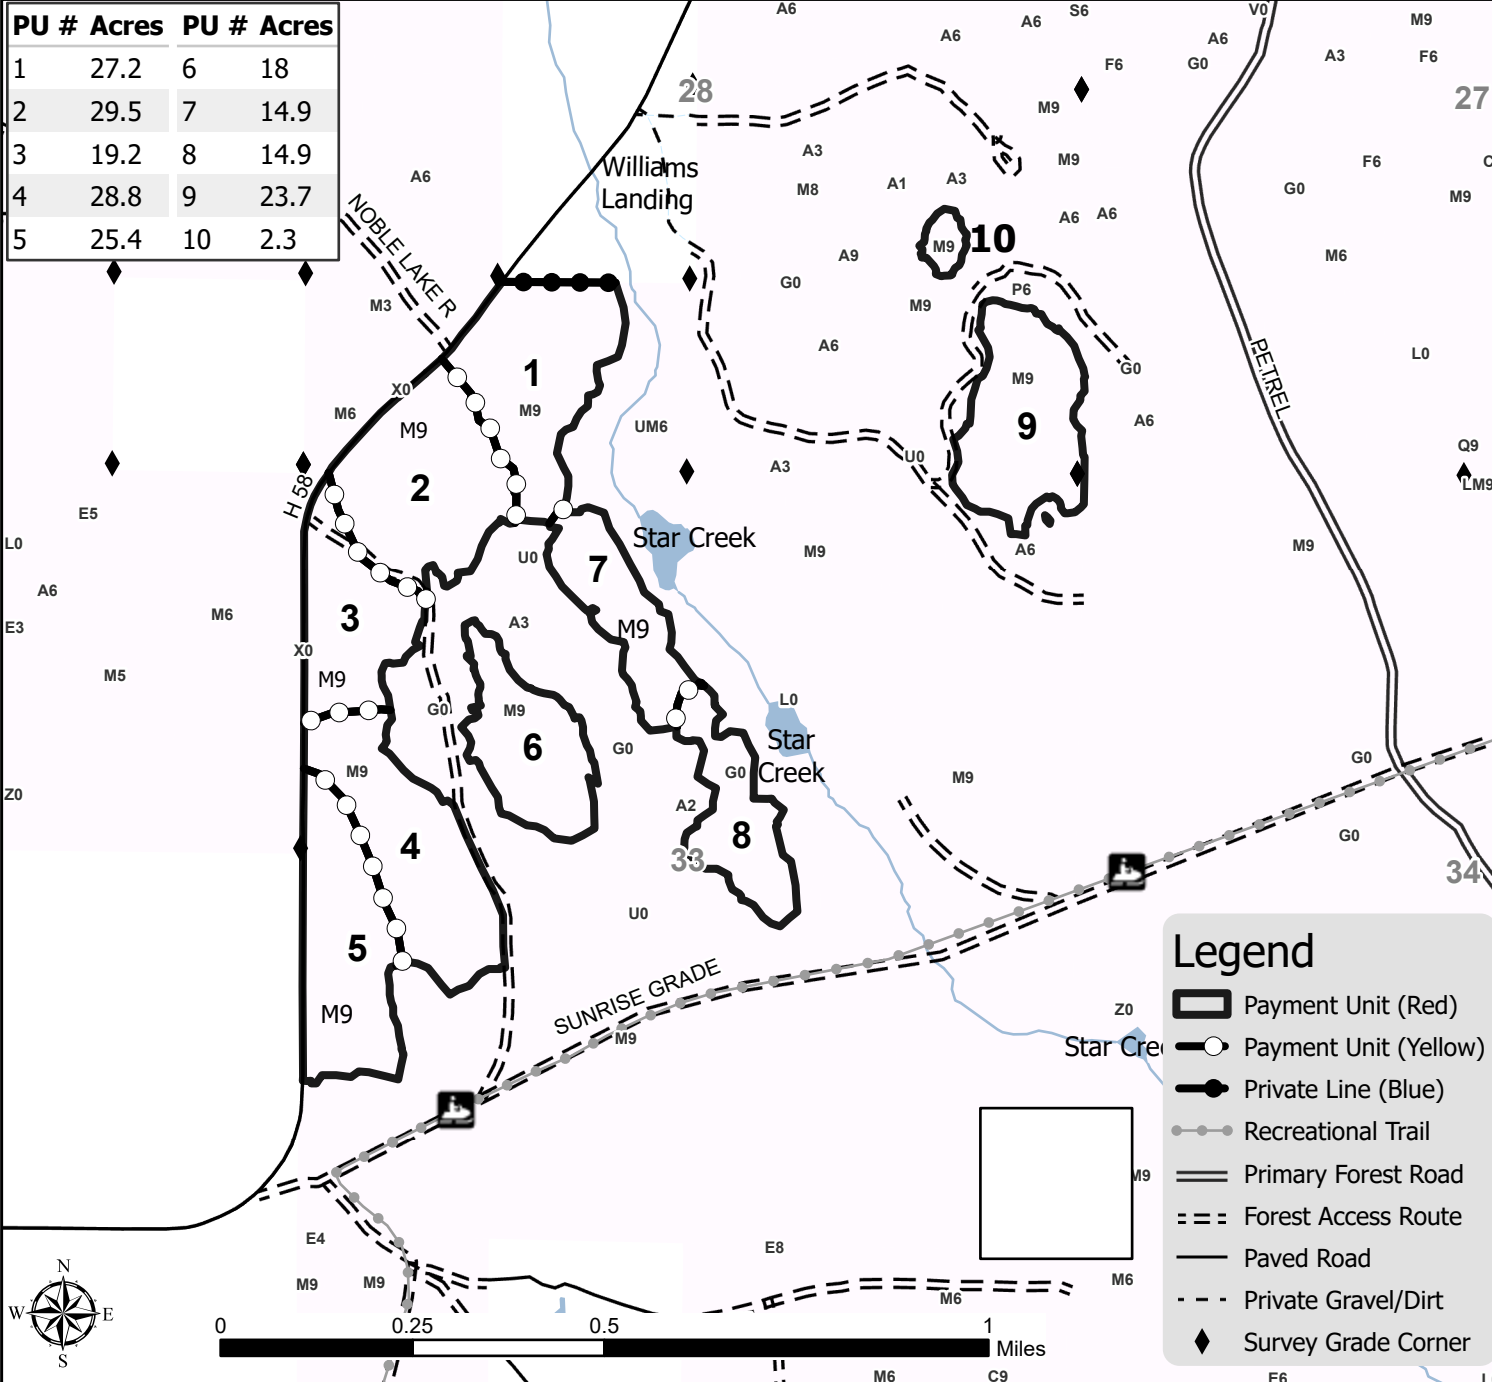 PU # Acres PU # Acres
1 27.2 6 18
2 29.5 7 14.9
3 19.2 8 14.9
4 28.8 9 23.7
5 25.4 10 2.3
A6
S6
V0
M9
A6
A6
A6
A3
F6
F6
G0
28
27
M9
A3
M9
F6
Williams
Landing
A6
M8
A1
A3
G0
M9
NOBLE LAKE R
A6
A6
M9
10
A9
M6
G0
P6
M3
M9
A6
PETREL
L0
1
G0
M9
X0
M6
M9
M9
UM6
9
A6
Q9
U0
A3
2
LM9
H 58
E5
Star Creek
L0
M9
A6
M9
U0
7
A6
M6
3
A3
M9
E3
X0
M5
M9
L0
G0
M9
6
G0
Star
Creek
G0
M9
G0
M9
Z0
A2
8
G0
4
33
34
U0
5
SUNRISE GRADE
M9
M9
Z0
Star Cree
Legend
Payment Unit (Red)
Payment Unit (Yellow)
Private Line (Blue)
Recreational Trail
Primary Forest Road
Forest Access Route
Paved Road
Private Gravel/Dirt
Survey Grade Corner
M9
E4
E8
M9
M9
M6
M6
N
W E
S
0 0.25 0.5 1
Miles
M6
C9